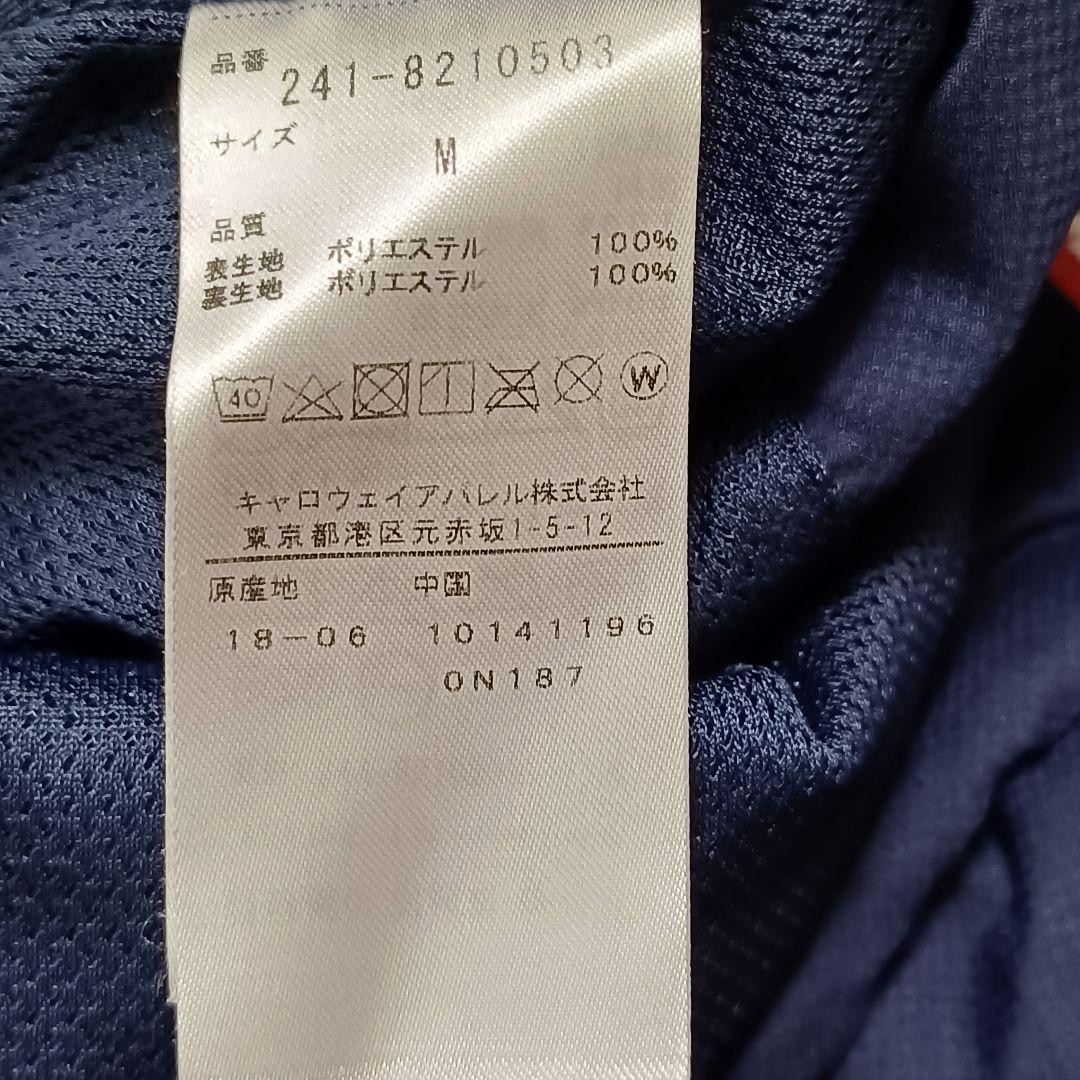 品番 241-8210503
サイズ M
品質
表生地 ポリエステル 100%
裏生地 ポリエステル 100%
40 W
キャロウェイアパレル株式会社
東京都港区元赤坂1-5-12
原産地 中国
18-06 10141196
0N187